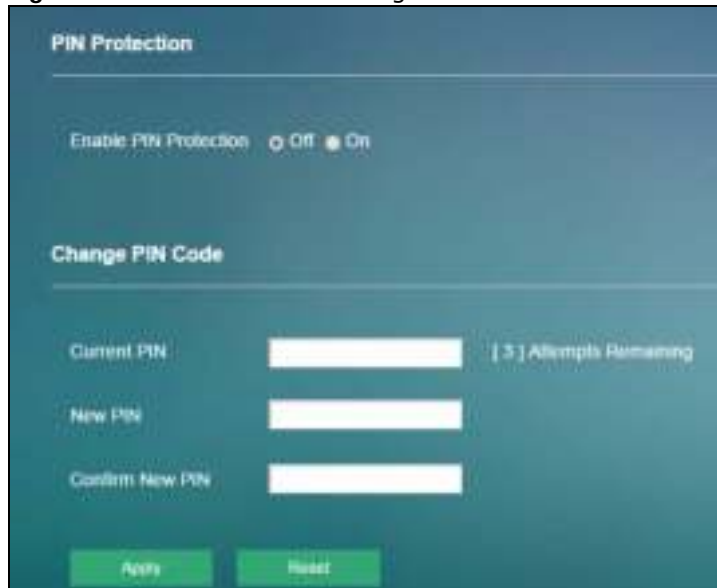 PIN Protection
Enable PIN Protection Off On
Change PIN Code
Current PIN [ 3 ] Attempts Remaining
New PIN
Confirm New PIN
Apply Reset